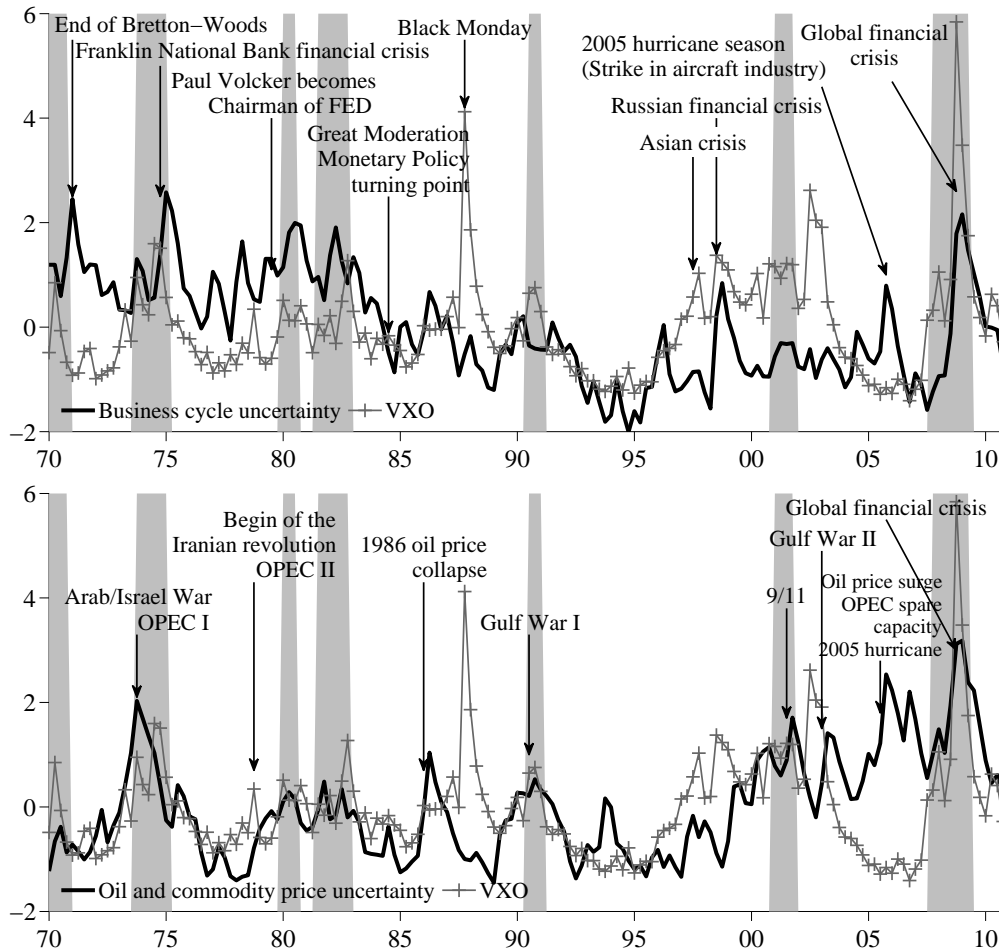 6
4
2
0
−2
End of Bretton−Woods
Franklin National Bank financial crisis
Paul Volcker becomes
Chairman of FED
Great Moderation
Monetary Policy
turning point
Black Monday
2005 hurricane season
(Strike in aircraft industry)
Russian financial crisis
Asian crisis
Global financial
crisis
Business cycle uncertainty
VXO
70 75 80 85 90 95 00 05 10
6
4
2
0
−2
Arab/Israel War
OPEC I
Begin of the
Iranian revolution
OPEC II
1986 oil price
collapse
Gulf War I
9/11
Gulf War II
Global financial crisis
Oil price surge
OPEC spare
capacity
2005 hurricane
Oil and commodity price uncertainty
VXO
70 75 80 85 90 95 00 05 10